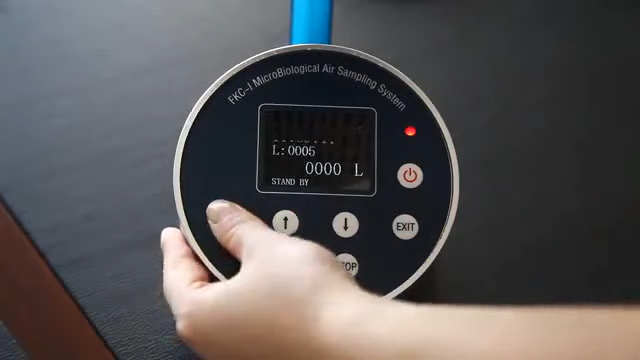 FKC-I MicroBiological Air Sampling System
L:0005
0000 L
STAND BY
EXIT